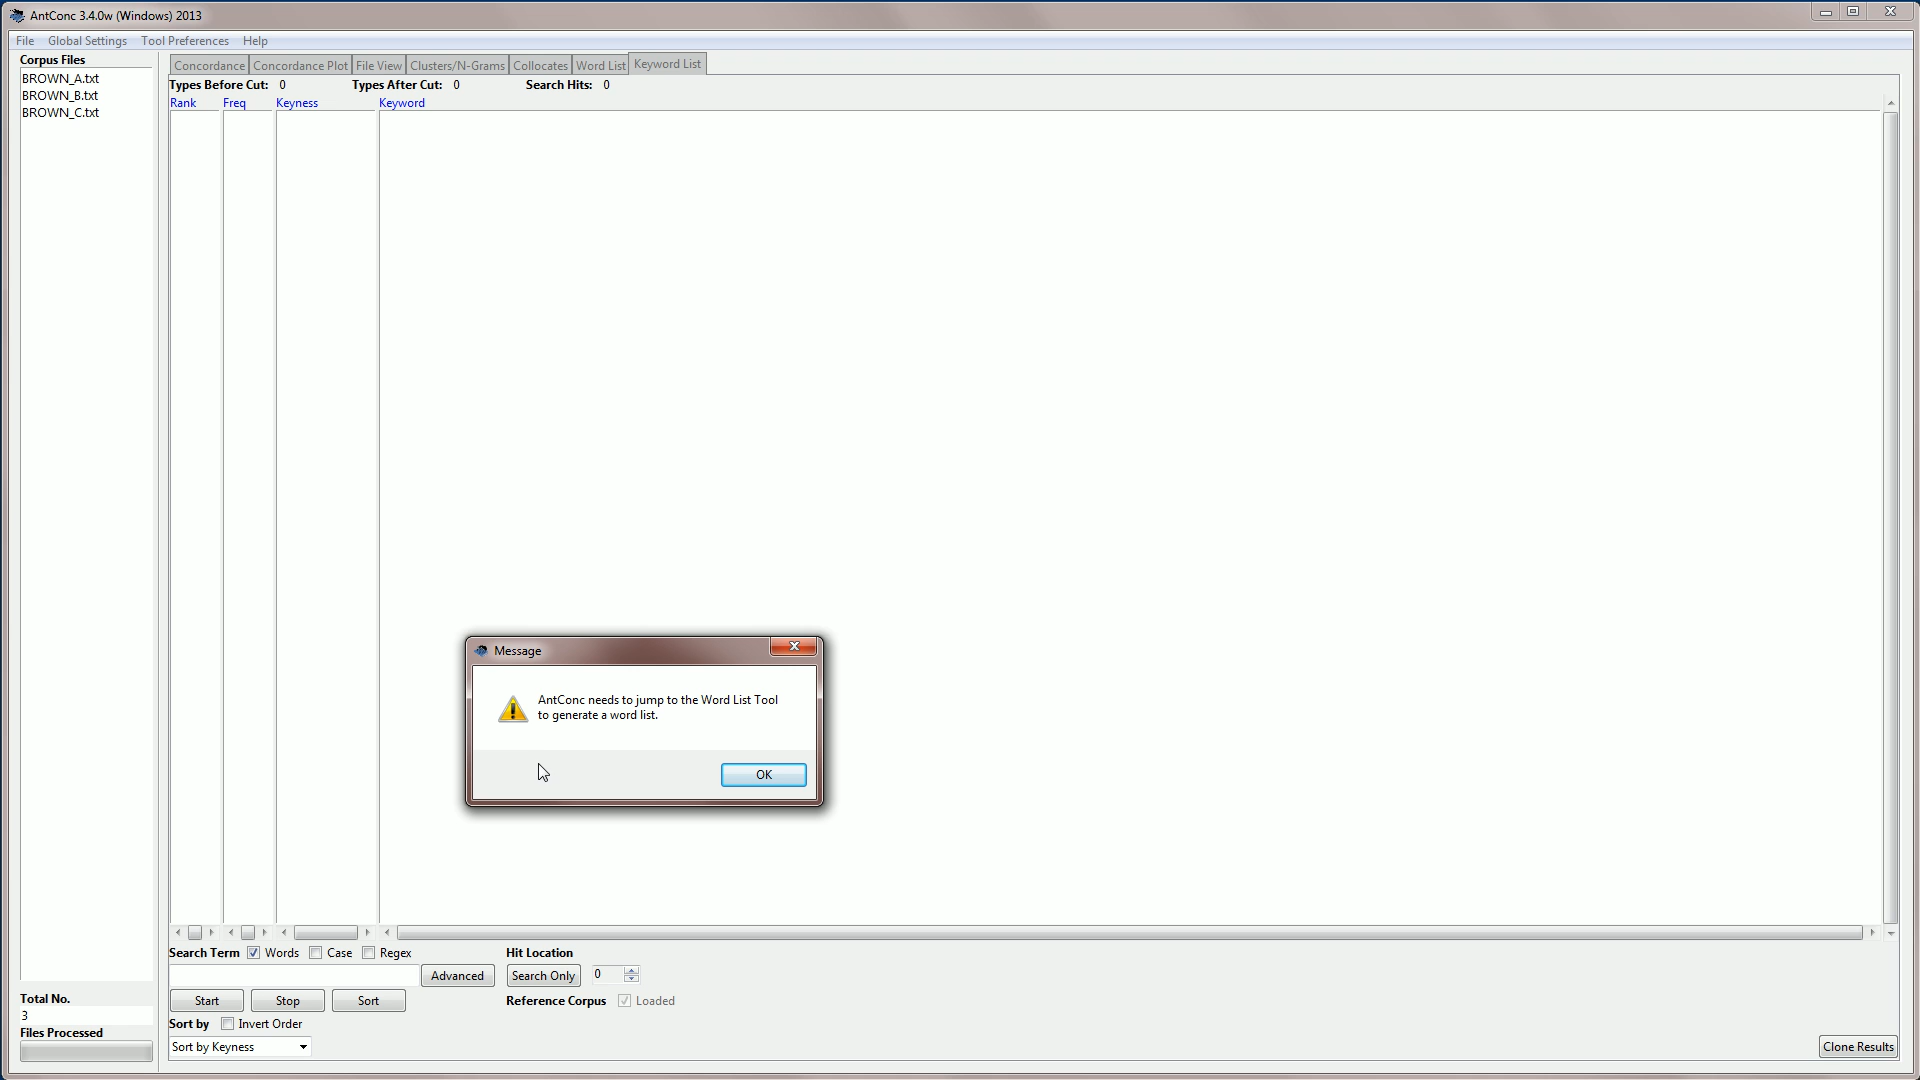 AntConc 3.4.0w (Windows) 2013
File Global Settings Tool Preferences Help
Corpus Files
BROWN_A.txt
BROWN_B.txt
BROWN_C.txt
Total No.
3
Files Processed
Concordance Concordance Plot File View Clusters/N-Grams Collocates Word List Keyword List
Types Before Cut: 0 Types After Cut: 0 Search Hits: 0
Rank Freq Keyness Keyword
Message
AntConc needs to jump to the Word List Tool
to generate a word list.
OK
Search Term Words Case Regex Hit Location
Advanced Search Only 0
Start Stop Sort Reference Corpus Loaded
Sort by Invert Order
Sort by Keyness
Clone Results